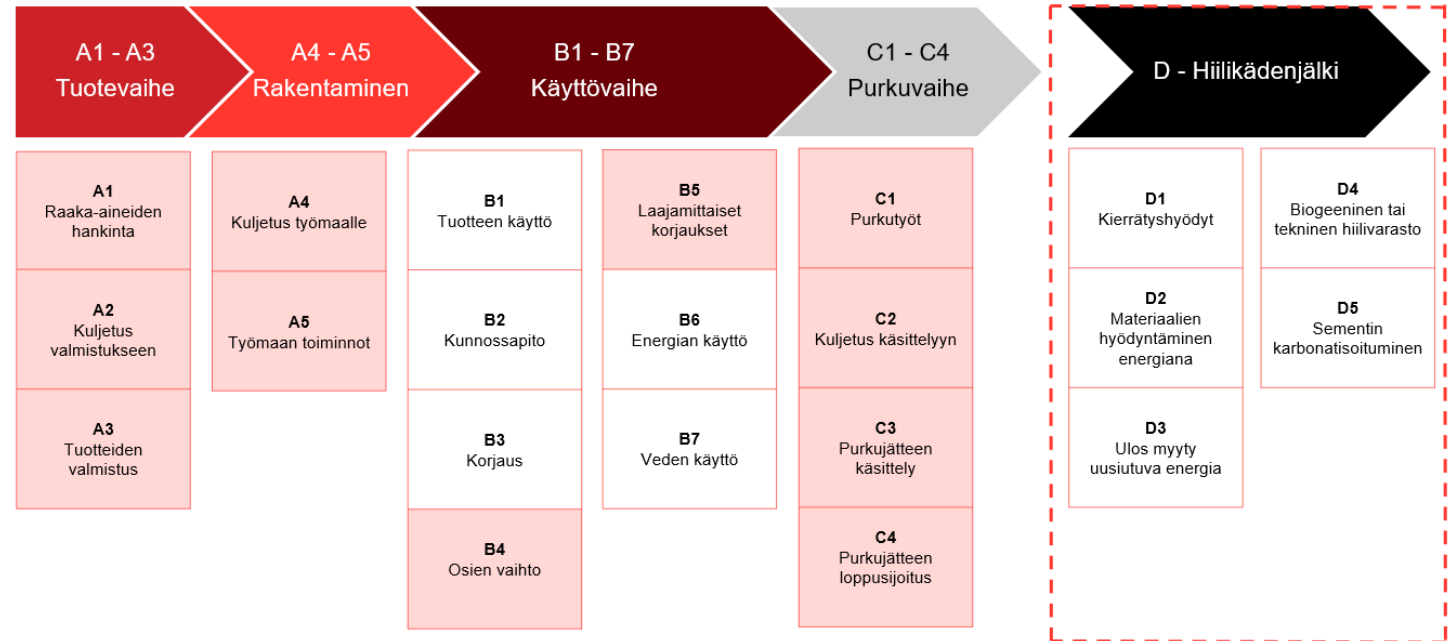 A1 - A3
Tuotevaihe
A4 - A5
Rakentaminen
B1 - B7
Käyttövaihe
C1 - C4
Purkuvaihe
D - Hiilikädenjälki
A1
Raaka-aineiden
hankinta
A2
Kuljetus
valmistukseen
A3
Tuotteiden
valmistus
A4
Kuljetus työmaalle
A5
Työmaan toiminnot
B1
Tuotteen käyttö
B2
Kunnossapito
B3
Korjaus
B4
Osien vaihto
B5
Laajamittaiset
korjaukset
B6
Energian käyttö
B7
Veden käyttö
C1
Purkutyöt
C2
Kuljetus käsittelyyn
C3
Purkujätteen
käsittely
C4
Purkujätteen
loppusijoitus
D1
Kierrätyshyödyt
D2
Materiaalien
hyödyntäminen
energiana
D3
Ulos myyty
uusiutuva energia
D4
Biogeeninen tai
tekninen hiilivarasto
D5
Sementin
karbonatisoituminen